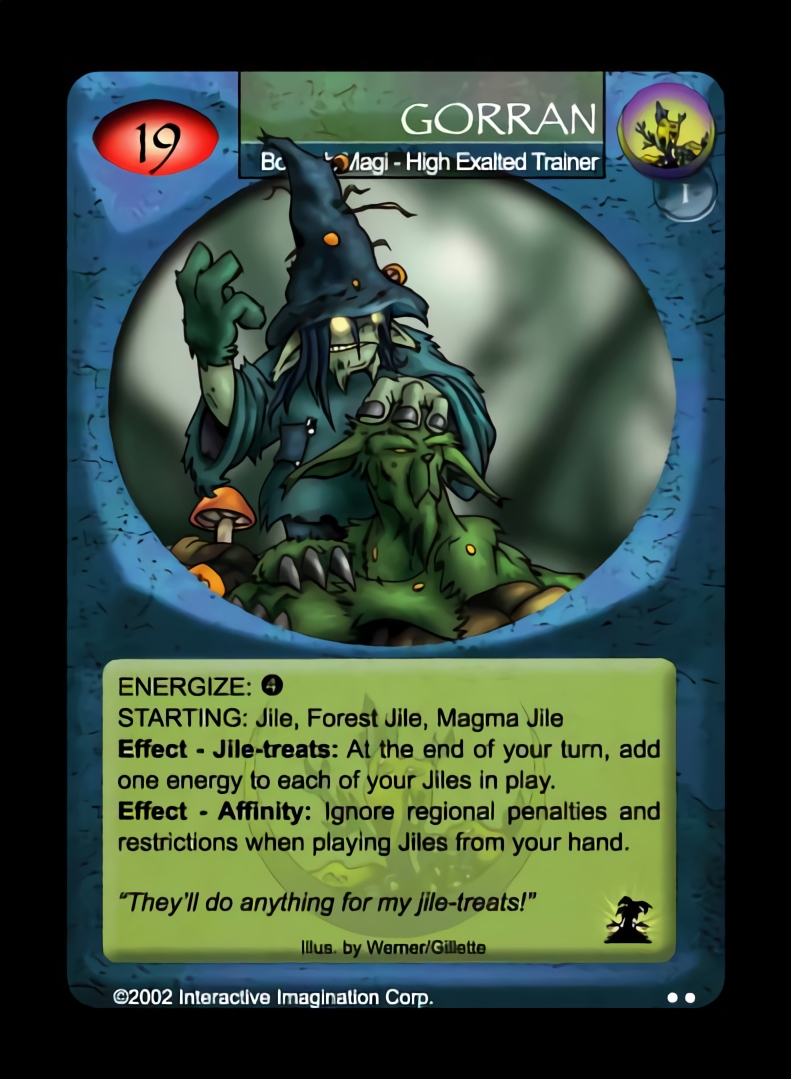 19
GORRAN
Magi - High Exalted Trainer
1
ENERGIZE: 4
STARTING: Jile, Forest Jile, Magma Jile
Effect - Jile-treats: At the end of your turn, add
one energy to each of your Jiles in play.
Effect - Affinity: Ignore regional penalties and
restrictions when playing Jiles from your hand.
"They'll do anything for my jile-treats!"
Illus. by Werner/Gillette
©2002 Interactive Imagination Corp.